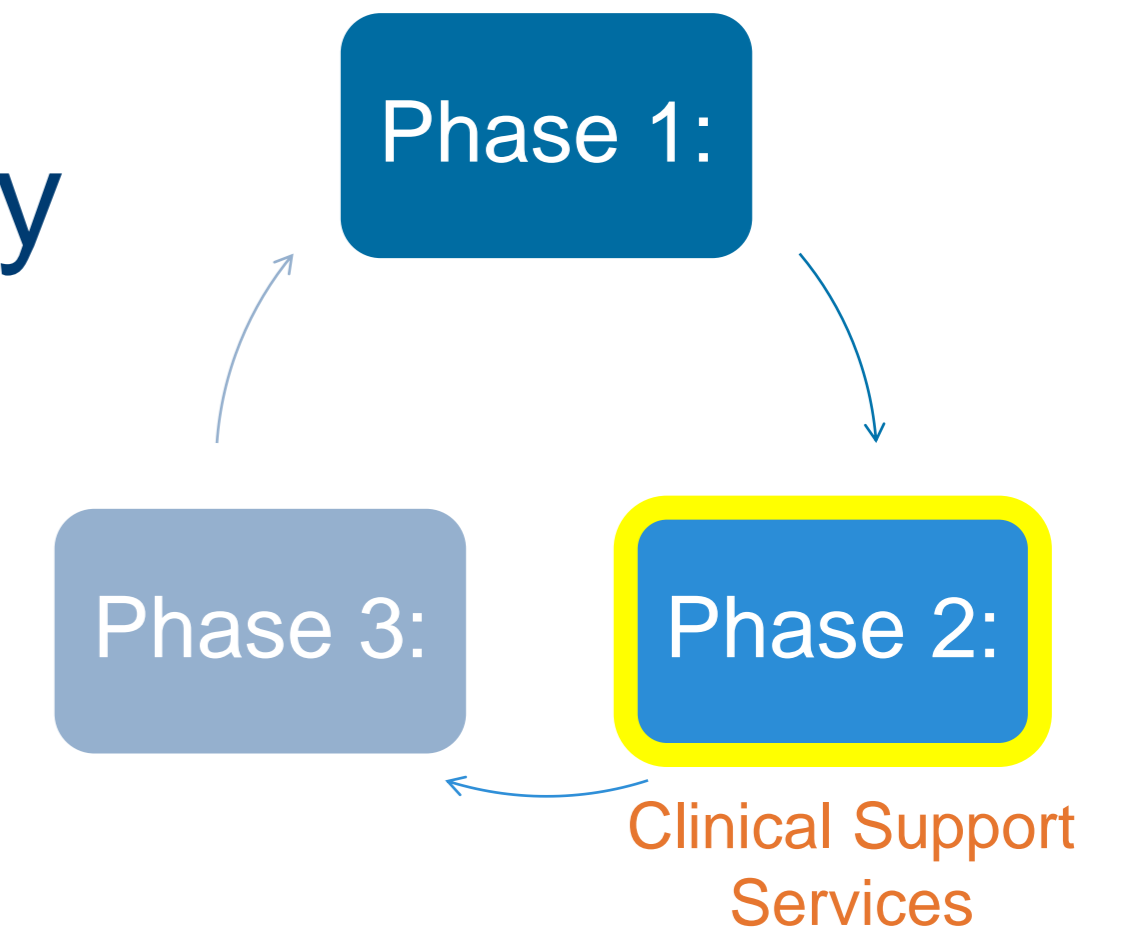 Phase 1:
y
Phase 3:
Phase 2:
Clinical Support
Services